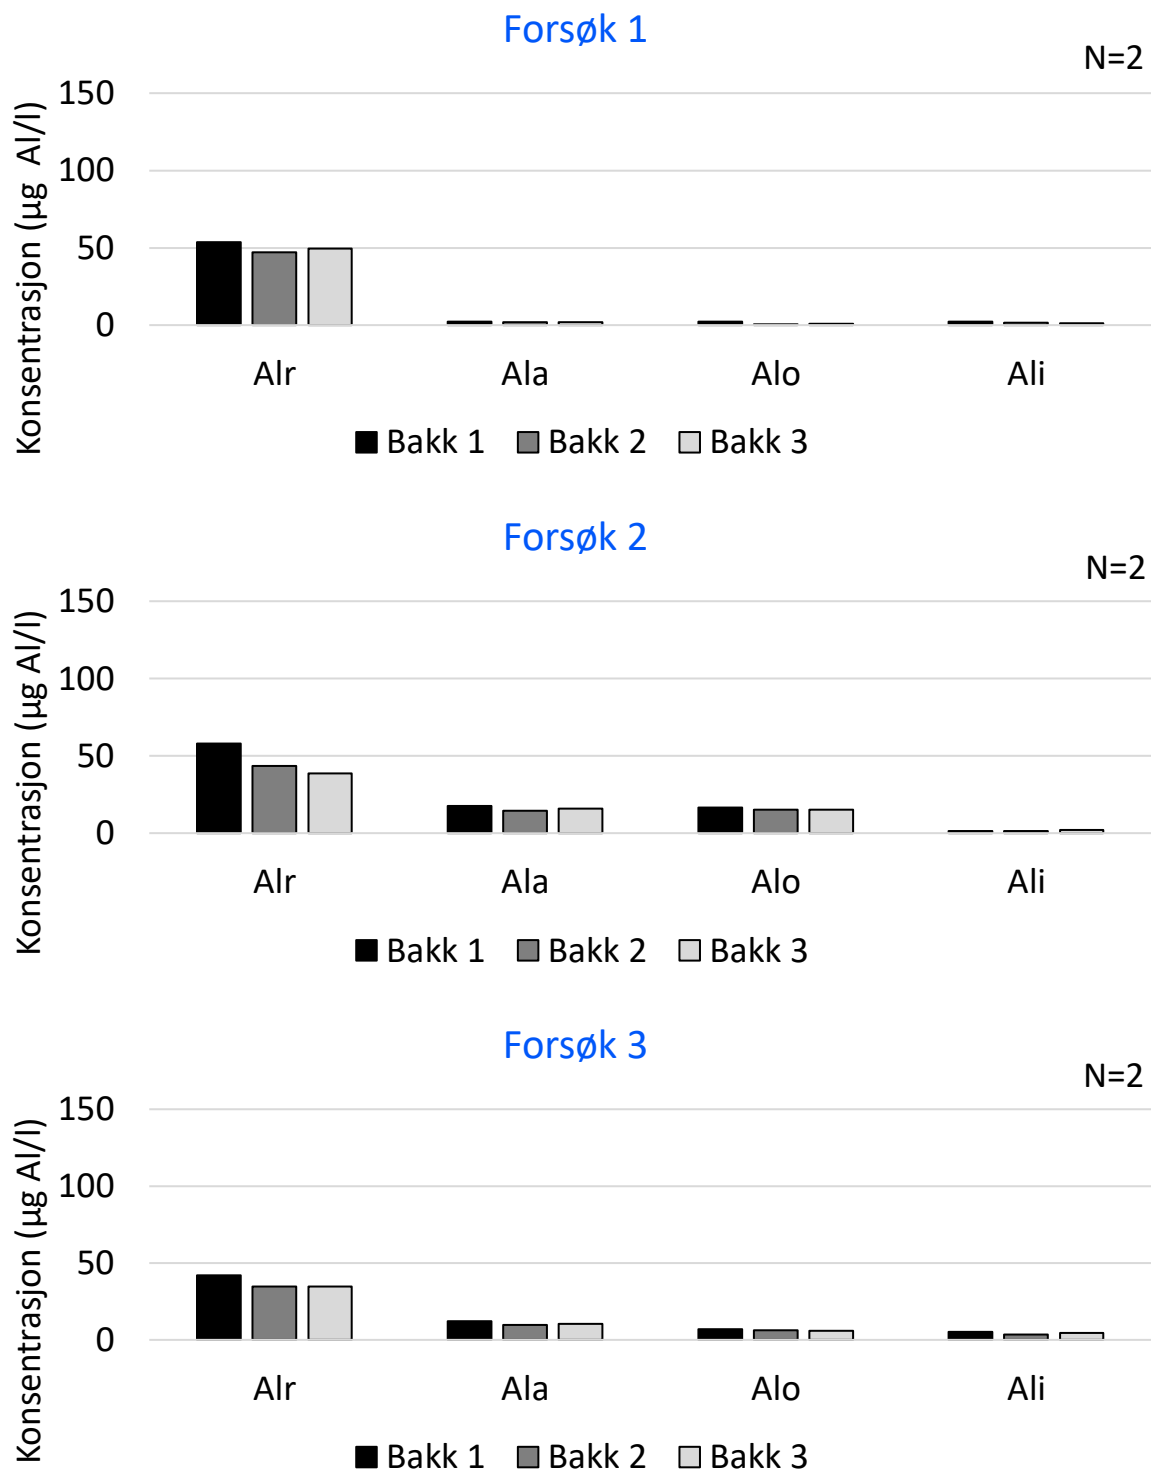 Forsøk 1
N=2
Konsentrasjon (µg  Al/l)
150
100
50
0
Alr Ala Alo Ali
Bakk 1 Bakk 2 Bakk 3
Forsøk 2
N=2
Konsentrasjon (µg Al/l)
150
100
50
0
Alr Ala Alo Ali
Bakk 1 Bakk 2 Bakk 3
Forsøk 3
N=2
Konsentrasjon (µg Al/l)
150
100
50
0
Alr Ala Alo Ali
Bakk 1 Bakk 2 Bakk 3